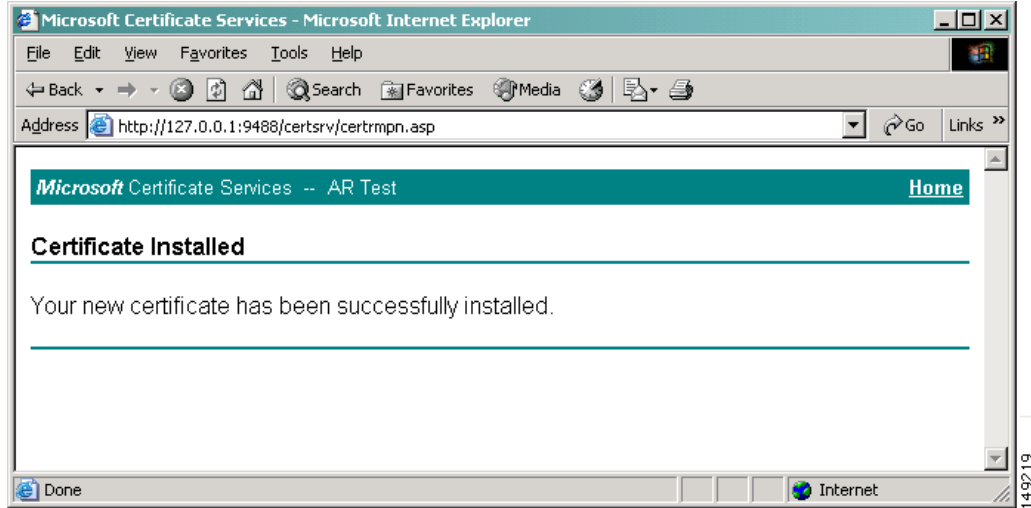 Microsoft Certificate Services - Microsoft Internet Explorer
File Edit View Favorites Tools Help
Back Search Favorites Media
Address http://127.0.0.1:9488/certsrv/certrmpn.asp Go Links »
Microsoft Certificate Services -- AR Test Home
Certificate Installed
Your new certificate has been successfully installed.
Done Internet
149219